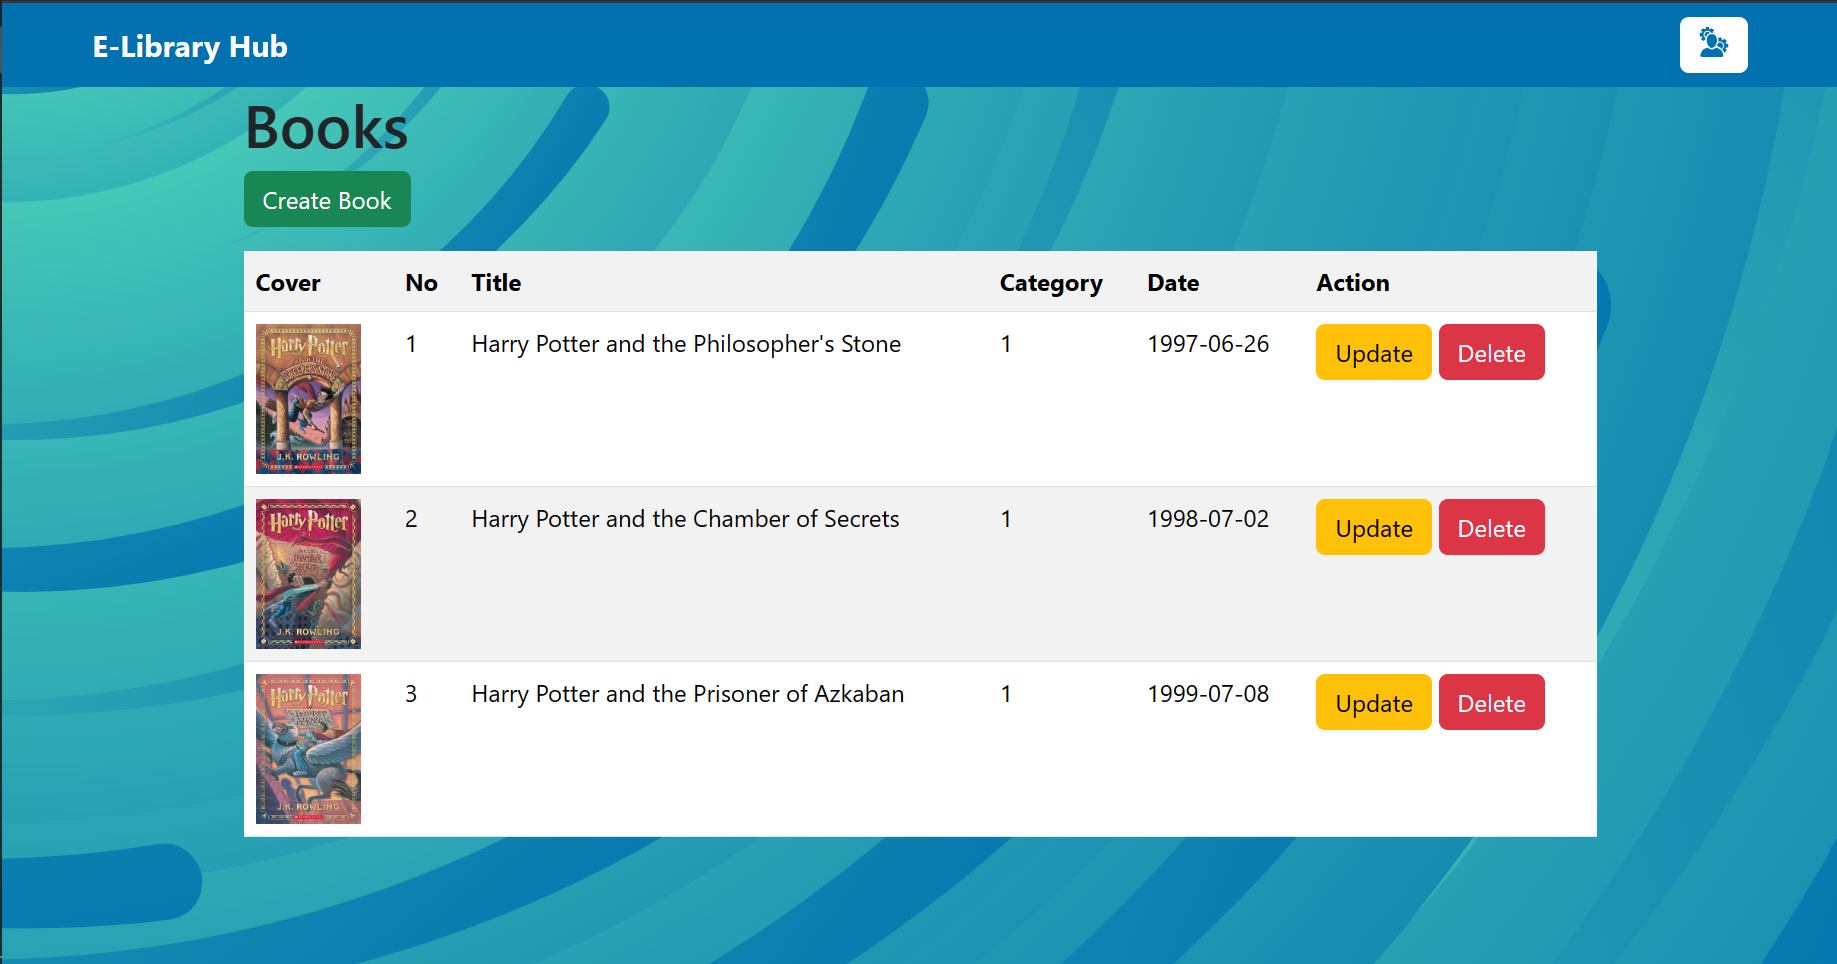 E-Library Hub
Books
Create Book
Cover No Title Category Date Action
Harry Potter
J.K. ROWLING
1 Harry Potter and the Philosopher's Stone 1 1997-06-26 Update Delete
Harry Potter
CHAMBER
SECRETS
J.K. ROWLING
2 Harry Potter and the Chamber of Secrets 1 1998-07-02 Update Delete
Harry Potter
J.K. ROWLING
3 Harry Potter and the Prisoner of Azkaban 1 1999-07-08 Update Delete